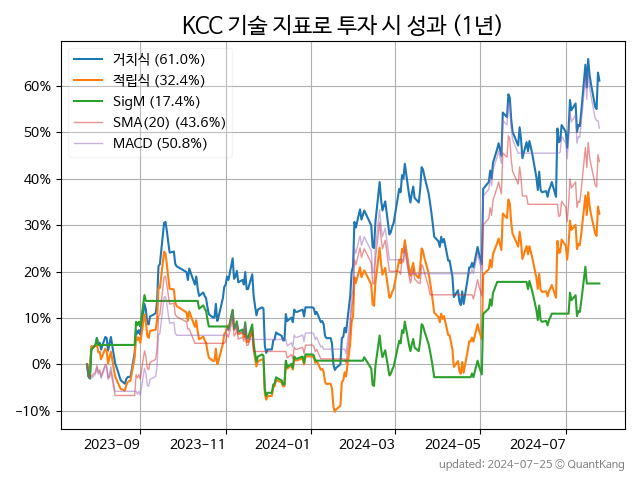 KCC 기술 지표로 투자 시 성과 (1년)
거치식 (61.0%)
적립식 (32.4%)
SigM (17.4%)
SMA(20) (43.6%)
MACD (50.8%)
60%
50%
40%
30%
20%
10%
0%
−10%
2023-09 2023-11 2024-01 2024-03 2024-05 2024-07
updated: 2024-07-25 © QuantKang